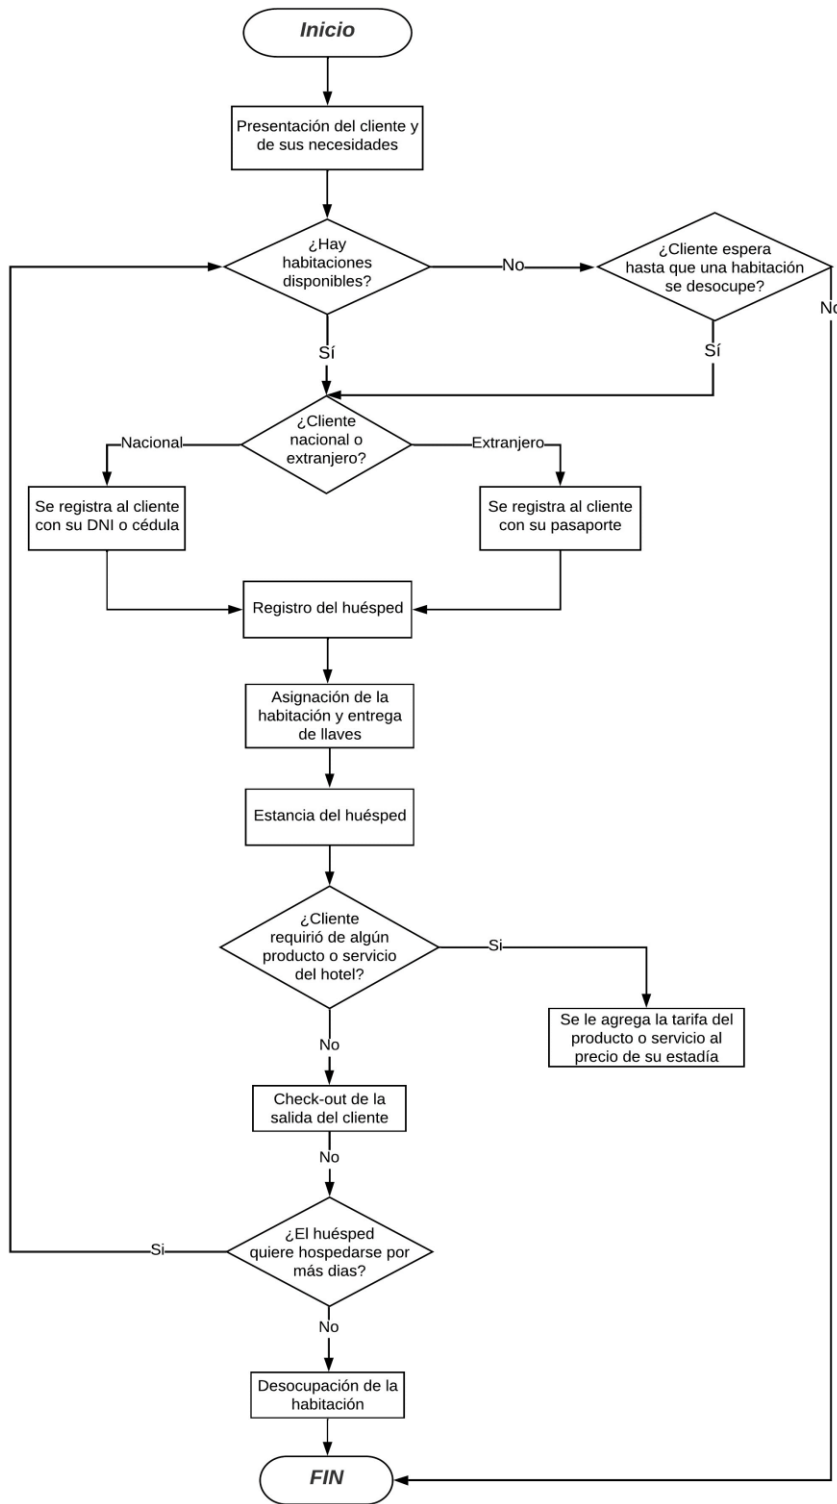 Inicio
Presentación del cliente y
de sus necesidades
¿Hay
habitaciones
disponibles?
No
¿Cliente espera
hasta que una habitación
se desocupe?
No
Sí
Sí
¿Cliente
nacional o
extranjero?
Nacional
Extranjero
Se registra al cliente
con su DNI o cédula
Se registra al cliente
con su pasaporte
Registro del huésped
Asignación de la
habitación y entrega
de llaves
Estancia del huésped
¿Cliente
requirió de algún
producto o servicio
del hotel?
Si
Se le agrega la tarifa del
producto o servicio al
precio de su estadía
No
Check-out de la
salida del cliente
No
¿El huésped
quiere hospedarse por
más dias?
Si
No
Desocupación de la
habitación
FIN